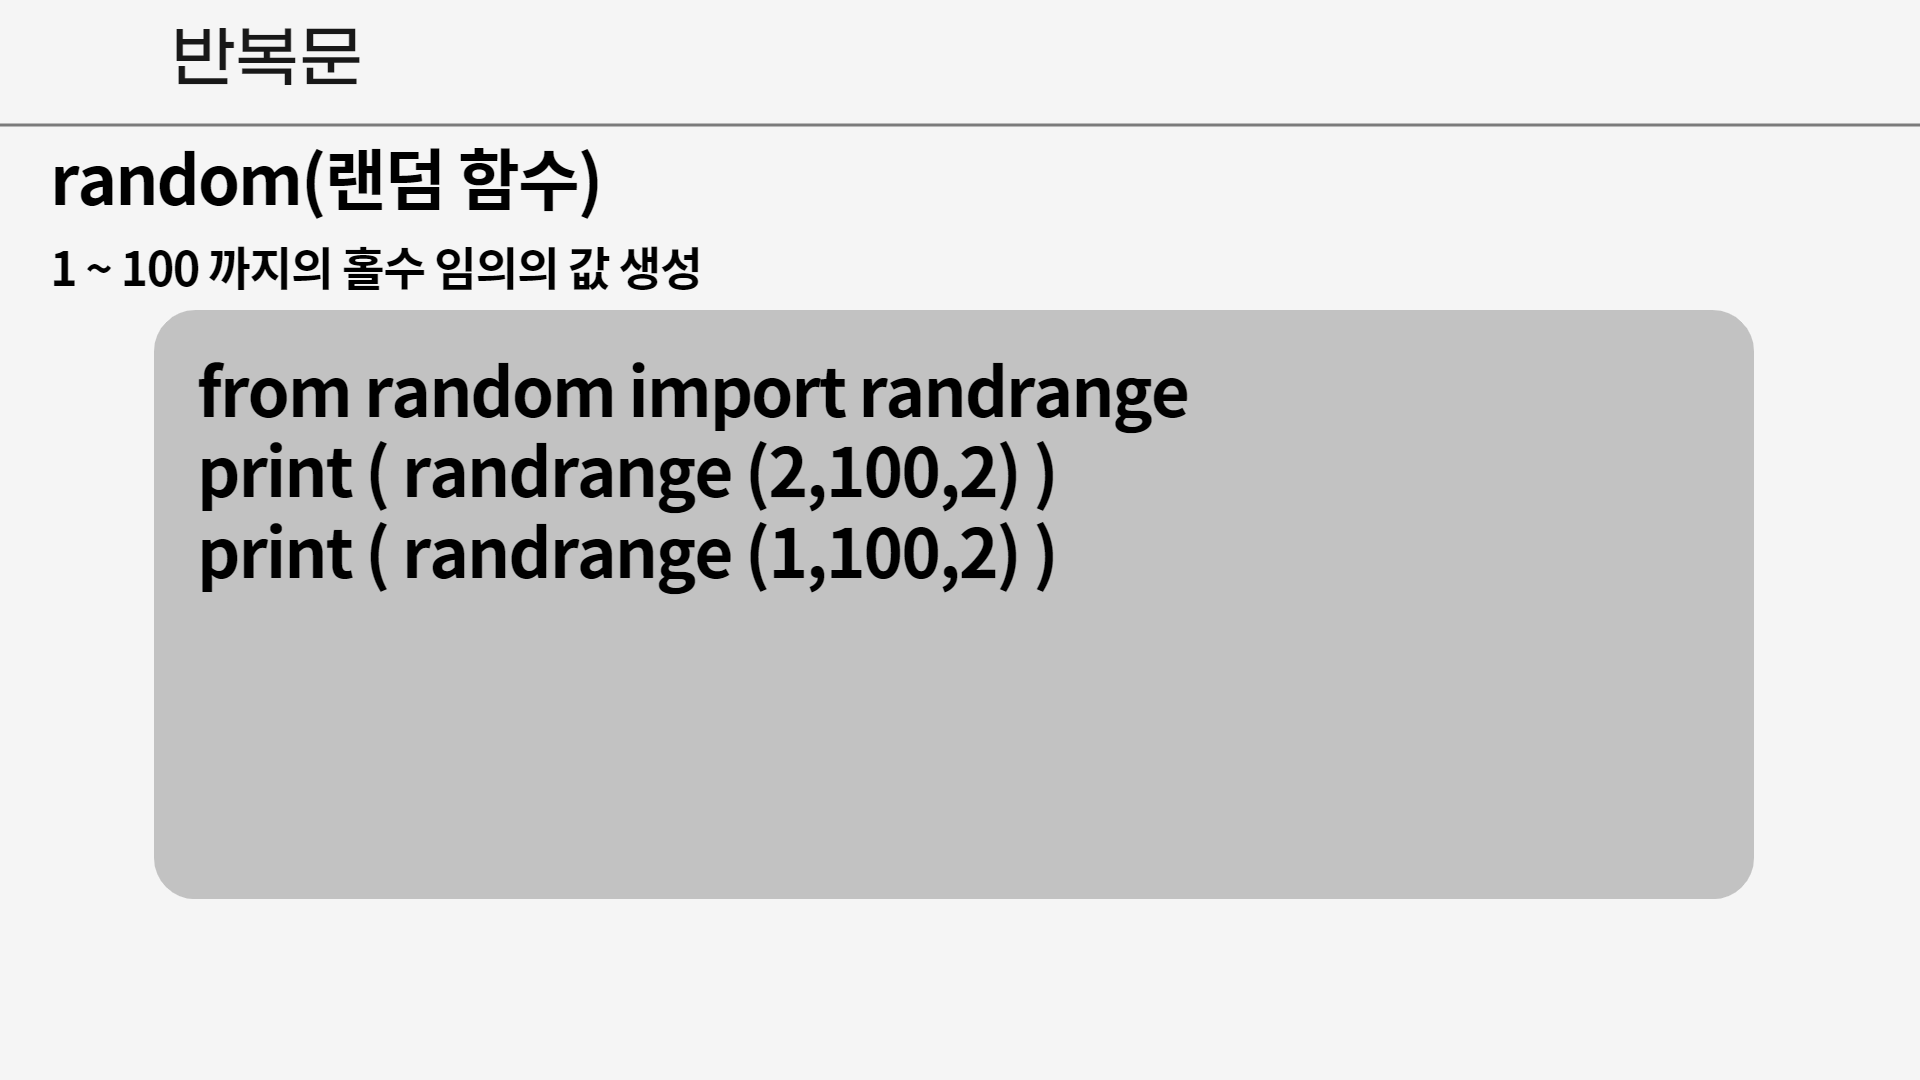 반복문
random(랜덤 함수)
1 ~ 100 까지의 홀수 임의의 값 생성
from random import randrange
print ( randrange (2,100,2) )
print ( randrange (1,100,2) )